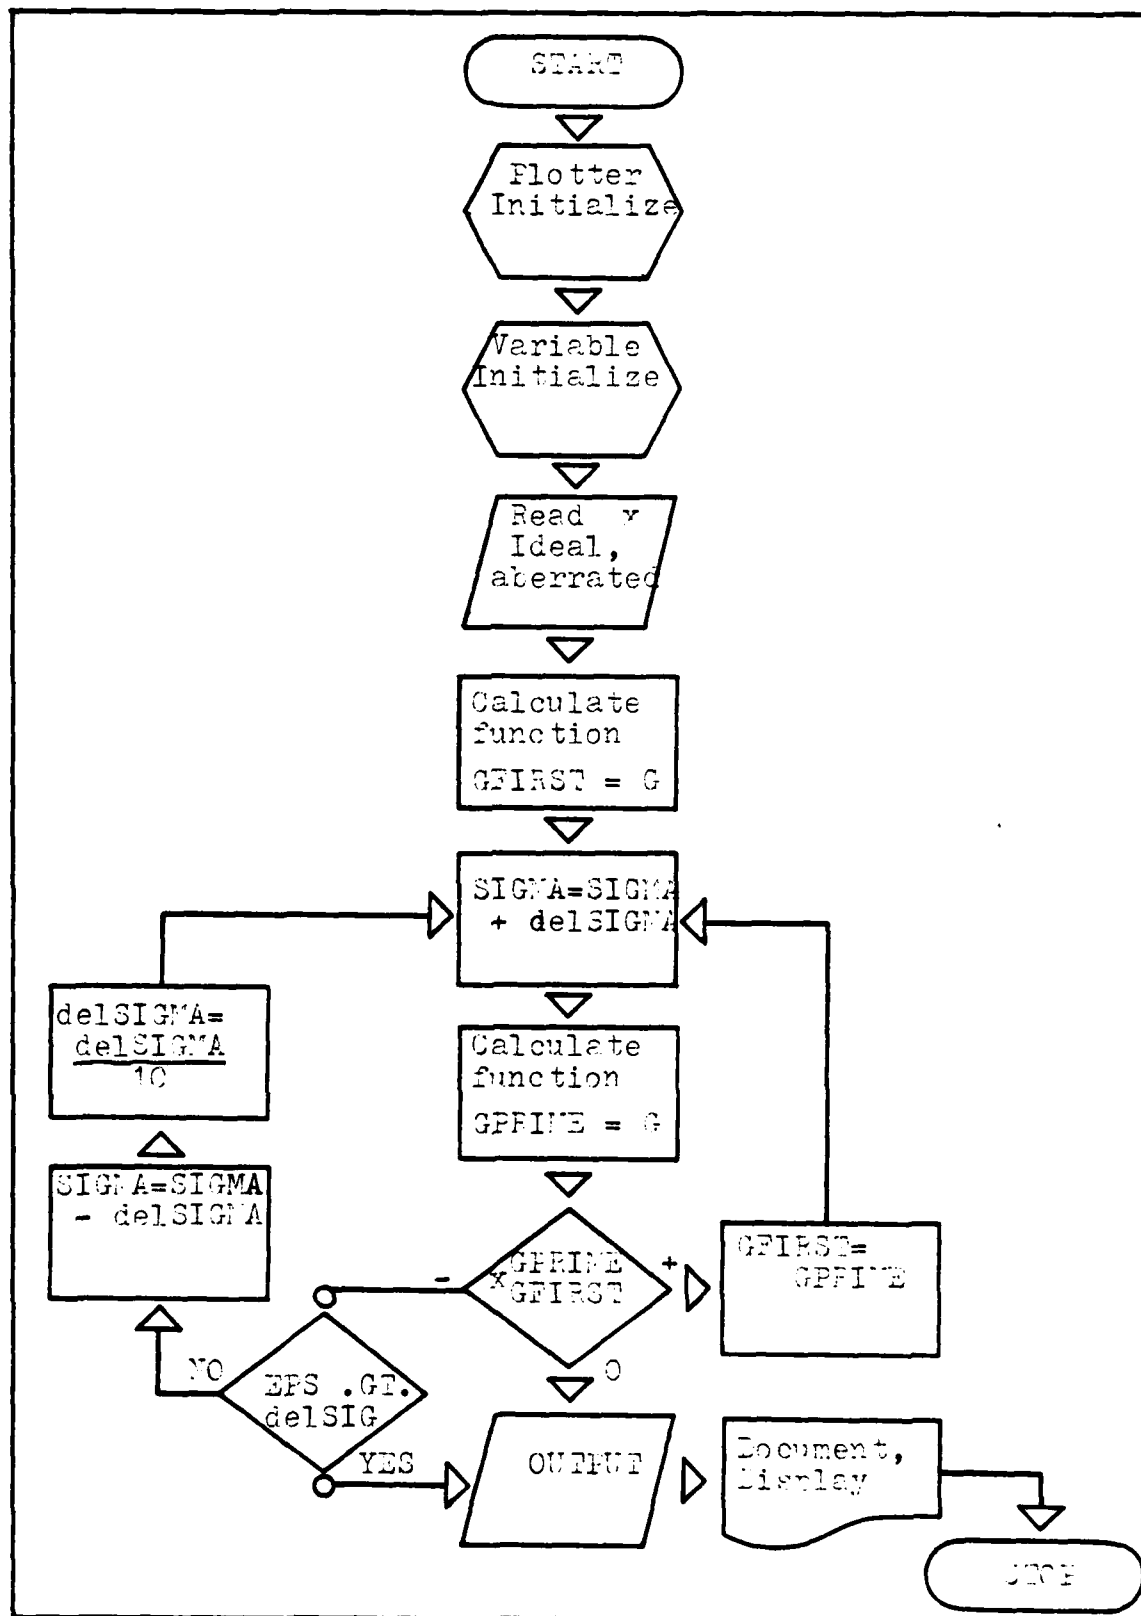 START
Plotter
Initialize
Variable
Initialize
Read x
Ideal,
aberrated
Calculate
function
GFIRST = G
SIGMA=SIGMA
+ delSIGMA
delSIGMA=
delSIGMA
10
Calculate
function
GPRIME = G
SIGMA=SIGMA
- delSIGMA
GPRIME
x GFIRST
-
+
0
GFIRST=
GPRIME
NO
EPS .GT.
delSIG
YES
OUTPUT
Document,
Display
STOP